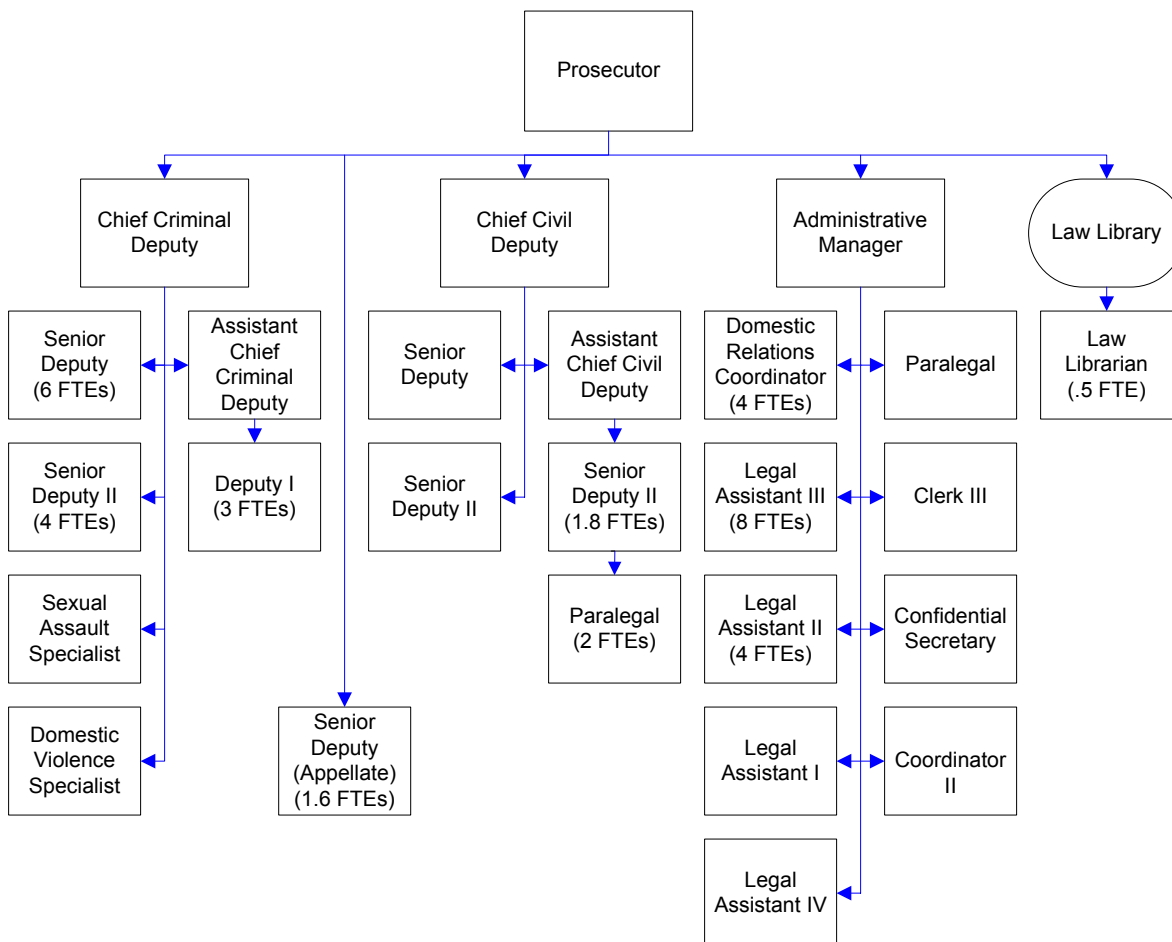 Prosecutor
Chief Criminal
Deputy
Chief Civil
Deputy
Administrative
Manager
Law Library
Senior
Deputy
(6 FTEs)
Assistant
Chief
Criminal
Deputy
Senior
Deputy
Assistant
Chief Civil
Deputy
Domestic
Relations
Coordinator
(4 FTEs)
Paralegal
Law
Librarian
(.5 FTE)
Senior
Deputy II
(4 FTEs)
Deputy I
(3 FTEs)
Senior
Deputy II
Senior
Deputy II
(1.8 FTEs)
Legal
Assistant III
(8 FTEs)
Clerk III
Sexual
Assault
Specialist
Paralegal
(2 FTEs)
Legal
Assistant II
(4 FTEs)
Confidential
Secretary
Domestic
Violence
Specialist
Senior
Deputy
(Appellate)
(1.6 FTEs)
Legal
Assistant I
Coordinator
II
Legal
Assistant IV